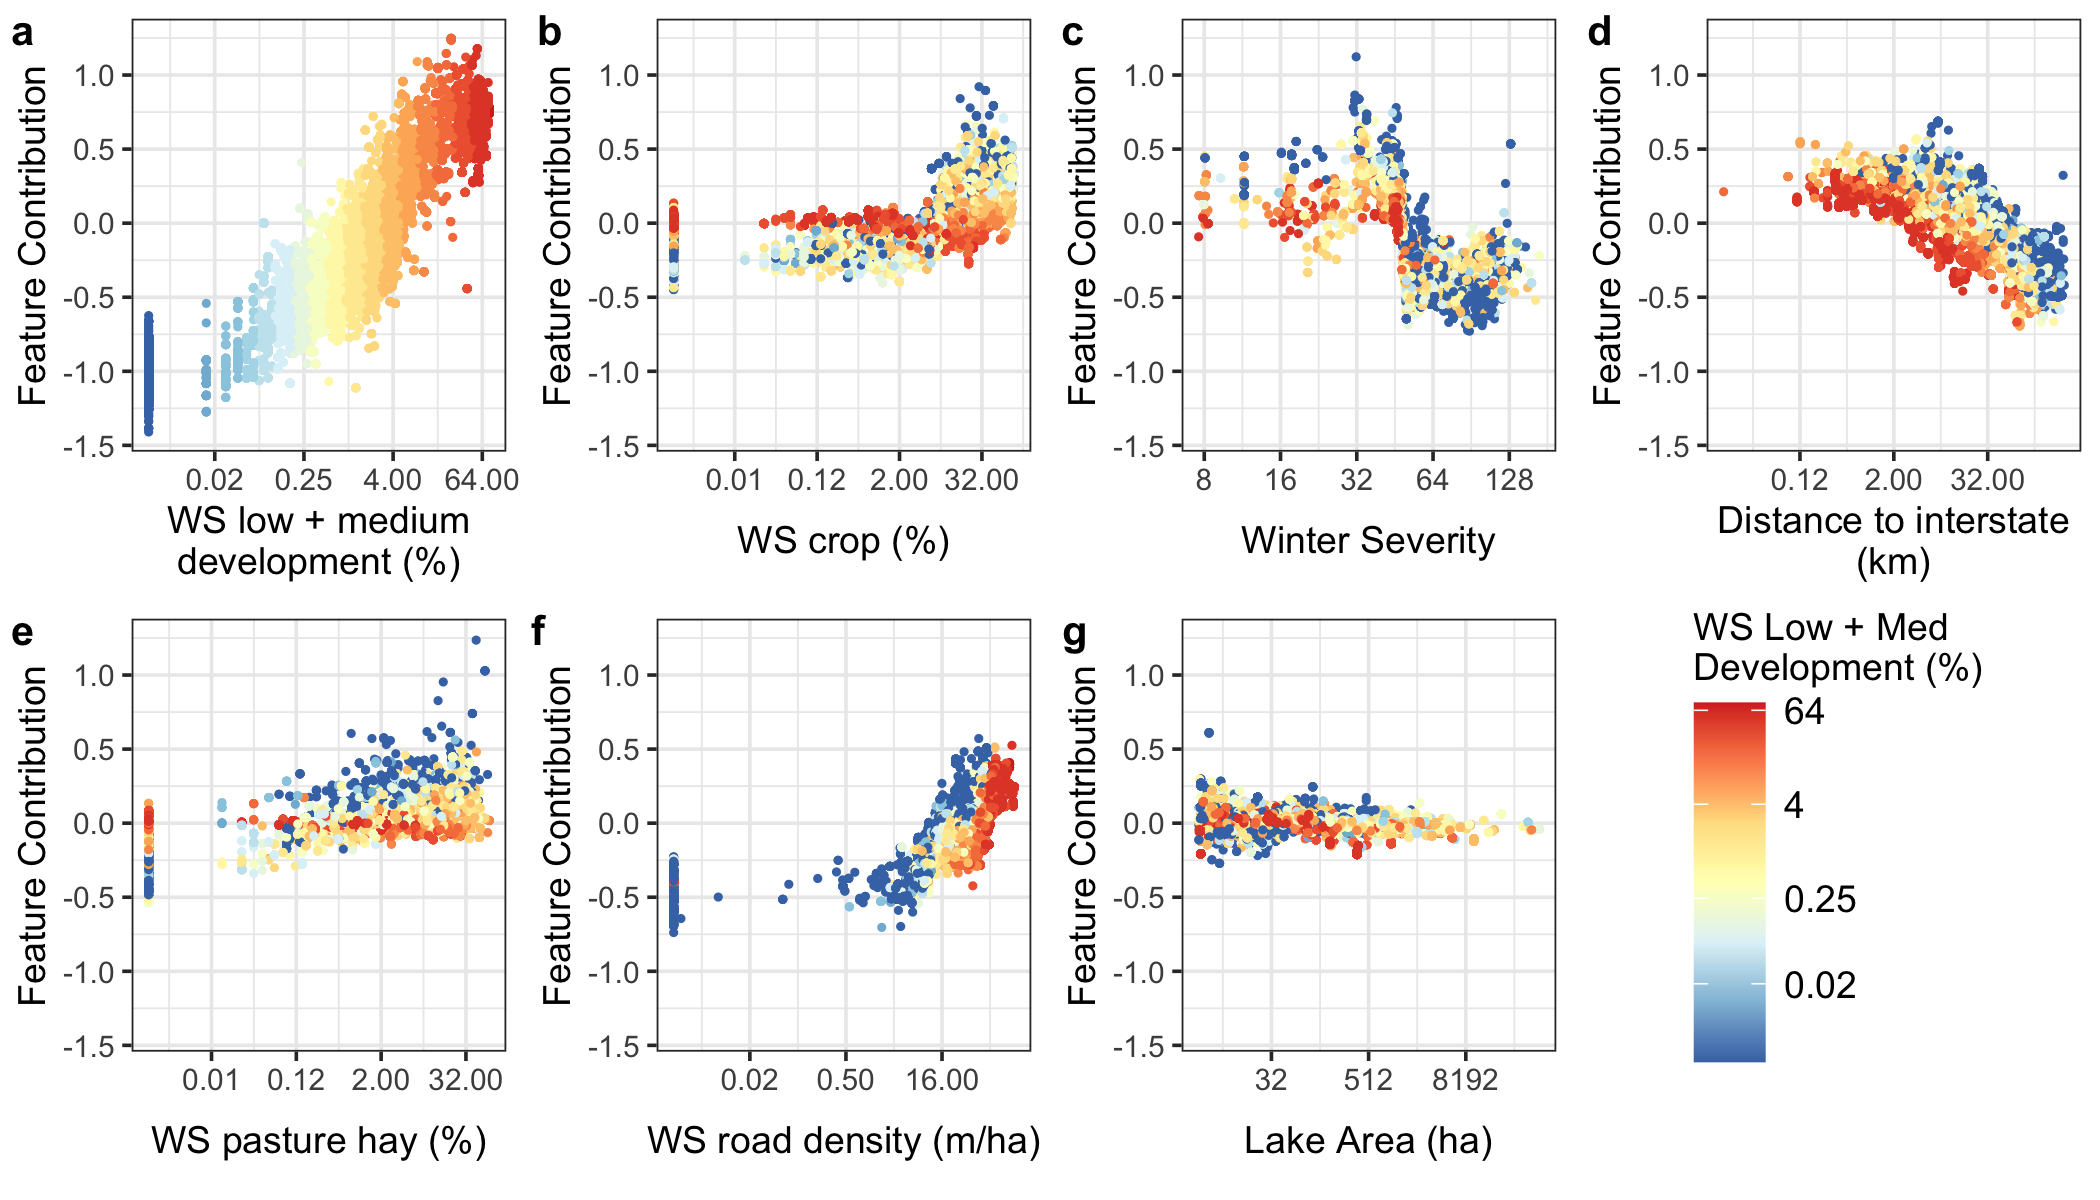 a
Feature Contribution
1.0
0.5
0.0
-0.5
-1.0
-1.5
0.02 0.25 4.00 64.00
WS low + medium
development (%)
b
Feature Contribution
1.0
0.5
0.0
-0.5
-1.0
-1.5
0.01 0.12 2.00 32.00
WS crop (%)
c
Feature Contribution
1.0
0.5
0.0
-0.5
-1.0
-1.5
8 16 32 64 128
Winter Severity
d
Feature Contribution
1.0
0.5
0.0
-0.5
-1.0
-1.5
0.12 2.00 32.00
Distance to interstate
(km)
e
Feature Contribution
1.0
0.5
0.0
-0.5
-1.0
-1.5
0.01 0.12 2.00 32.00
WS pasture hay (%)
f
Feature Contribution
1.0
0.5
0.0
-0.5
-1.0
-1.5
0.02 0.50 16.00
WS road density (m/ha)
g
Feature Contribution
1.0
0.5
0.0
-0.5
-1.0
-1.5
32 512 8192
Lake Area (ha)
WS Low + Med
Development (%)
64
4
0.25
0.02